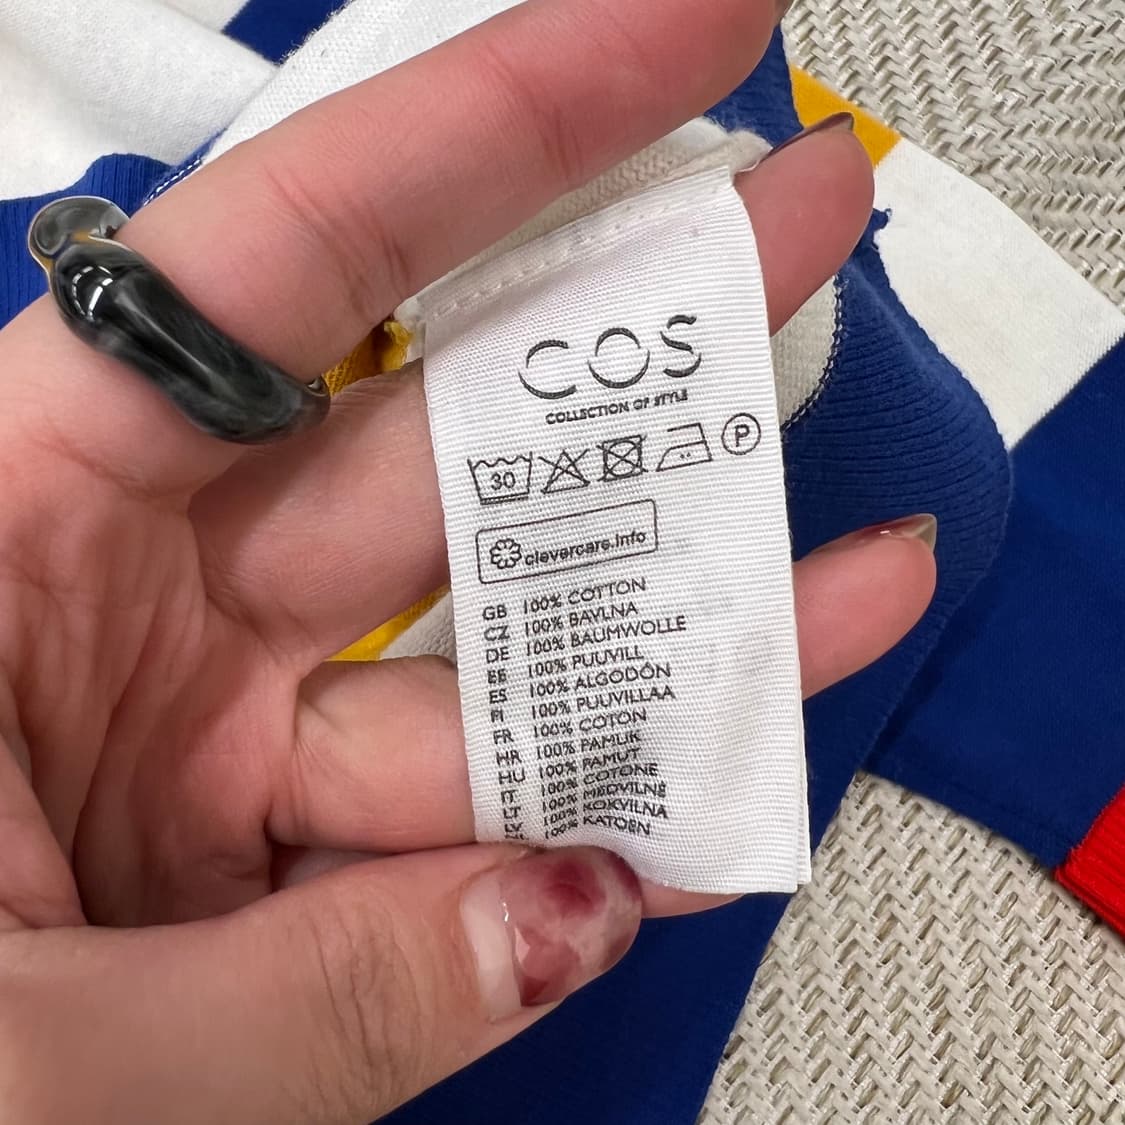 COS
COLLECTION OF STYLE
30 P
clevercare.info
GB 100% COTTON
CZ 100% BAVLNA
DE 100% BAUMWOLLE
EE 100% PUUVILL
ES 100% ALGODÓN
FI 100% PUUVILLAA
FR 100% COTON
HR 100% PAMUK
HU 100% PAMUT
IT 100% COTONE
LT 100% MEDVILNĖ
100% KOKVILNA
100% KATOEN